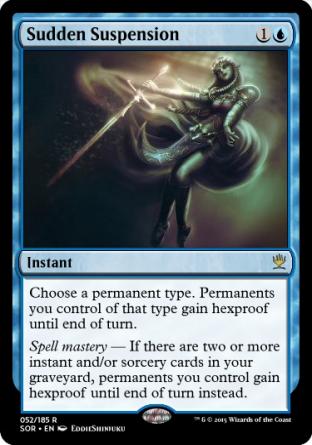 Sudden Suspension 1
Instant
Choose a permanent type. Permanents
you control of that type gain hexproof
until end of turn.
Spell mastery — If there are two or more
instant and/or sorcery cards in your
graveyard, permanents you control gain
hexproof until end of turn instead.
052/185 R
SOR • EN EddieShinjuku
™ & © 2015 Wizards of the Coast